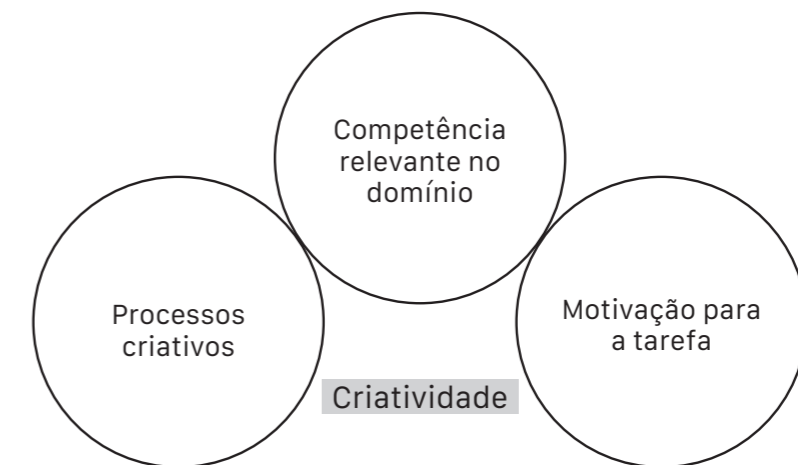 Competência
relevante no
domínio
Processos
criativos
Motivação para
a tarefa
Criatividade